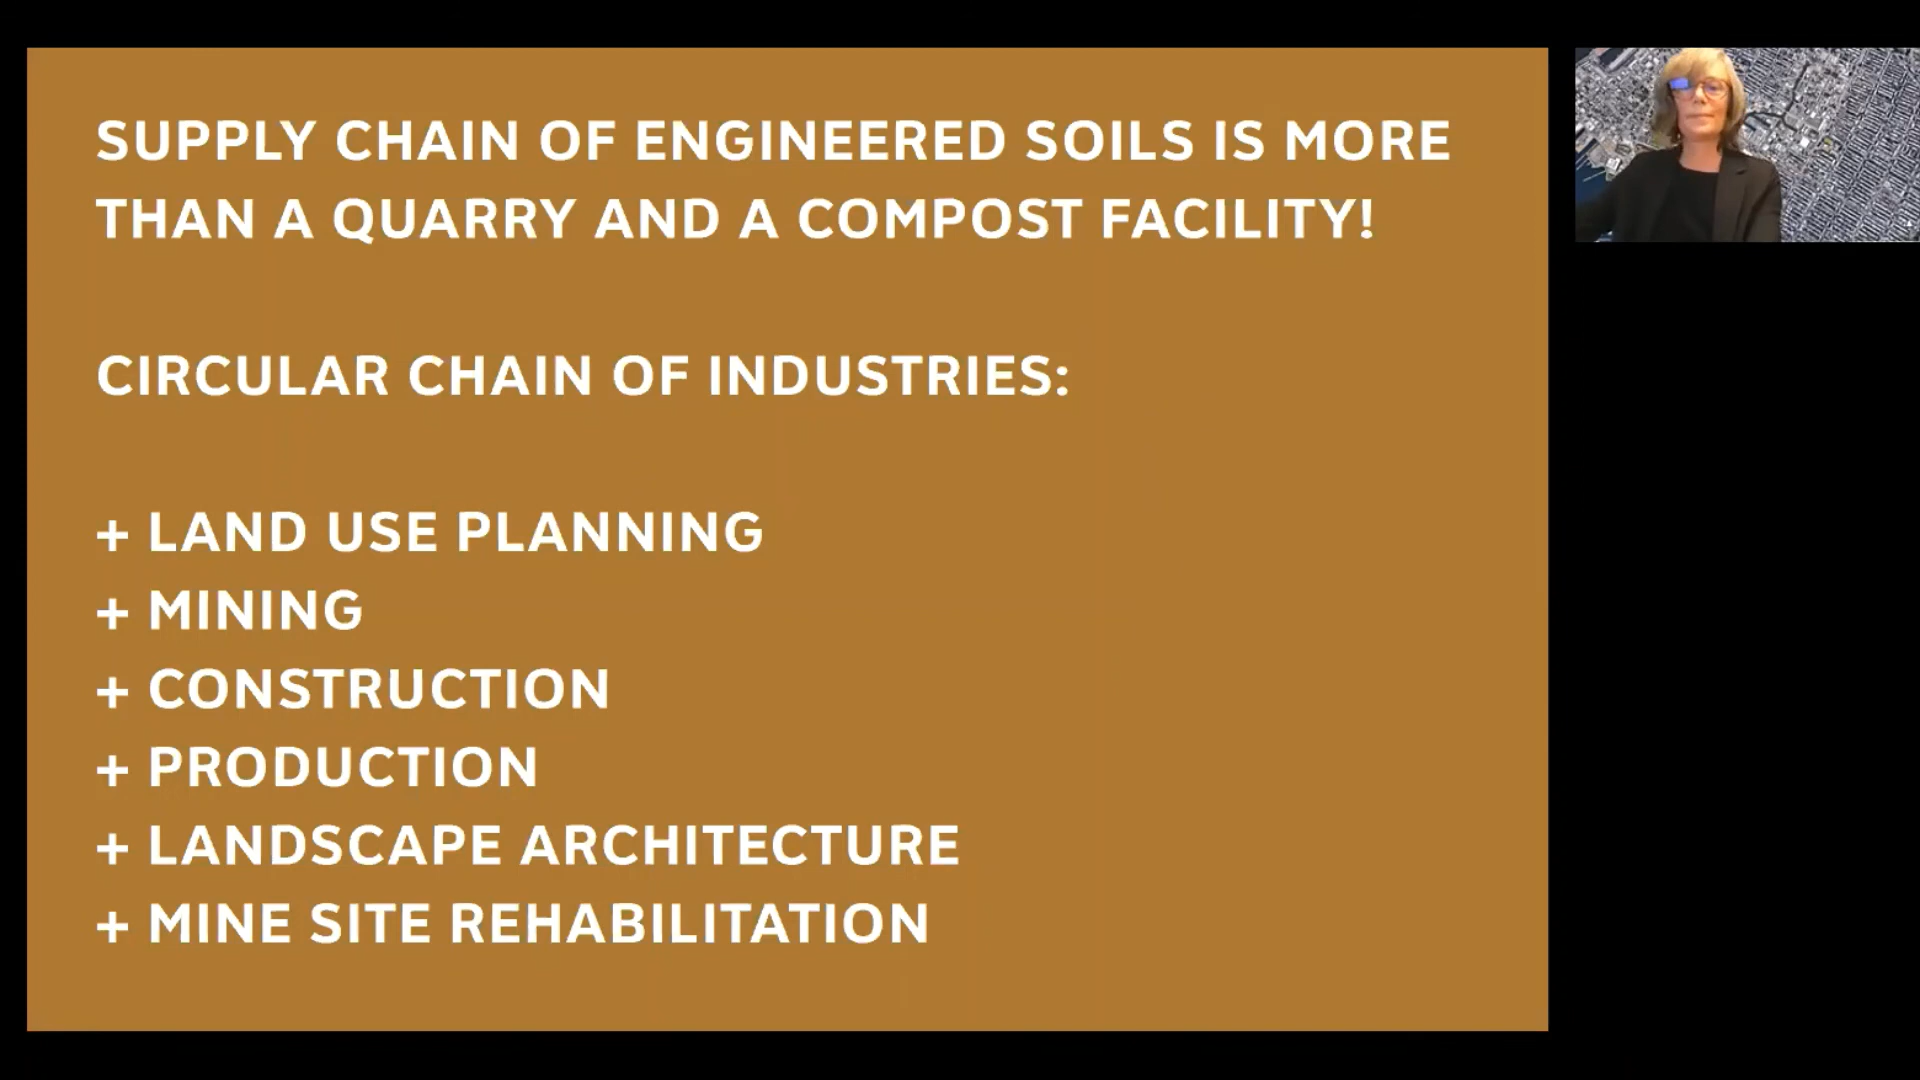 SUPPLY CHAIN OF ENGINEERED SOILS IS MORE
THAN A QUARRY AND A COMPOST FACILITY!
CIRCULAR CHAIN OF INDUSTRIES:
+ LAND USE PLANNING
+ MINING
+ CONSTRUCTION
+ PRODUCTION
+ LANDSCAPE ARCHITECTURE
+ MINE SITE REHABILITATION